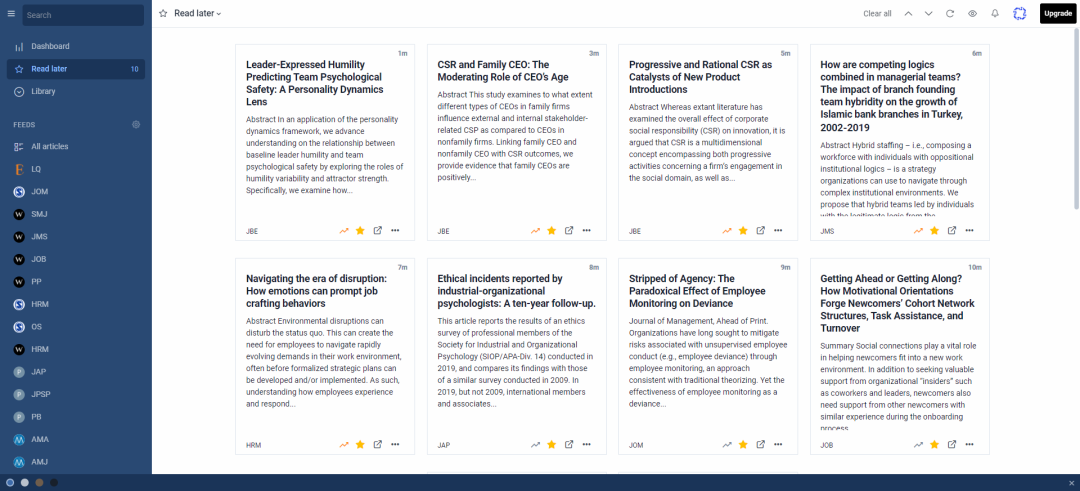 Search
Dashboard
Read later 10
Library
FEEDS
All articles
LQ
JOM
SMJ
JMS
JOB
PP
HRM
OS
HRM
JAP
JPSP
PB
AMA
AMJ
Read later
Clear all
Upgrade
1m
Leader-Expressed Humility
Predicting Team Psychological
Safety: A Personality Dynamics
Lens
Abstract In an application of the personality
dynamics framework, we advance
understanding on the relationship between
baseline leader humility and team
psychological safety by exploring the roles of
humility variability and attractor strength.
Specifically, we examine how...
JBE
3m
CSR and Family CEO: The
Moderating Role of CEO's Age
Abstract This study examines to what extent
different types of CEOs in family firms
influence external and internal stakeholder-
related CSP as compared to CEOs in
nonfamily firms. Linking family CEO and
nonfamily CEO with CSR outcomes, we
provide evidence that family CEOs are
positively...
JBE
5m
Progressive and Rational CSR as
Catalysts of New Product
Introductions
Abstract Whereas extant literature has
examined the overall effect of corporate
social responsibility (CSR) on innovation, it is
argued that CSR is a multidimensional
concept encompassing both progressive
activities concerning a firm's engagement in
the social domain, as well as...
JBE
6m
How are competing logics
combined in managerial teams?
The impact of branch founding
team hybridity on the growth of
Islamic bank branches in Turkey,
2002-2019
Abstract Hybrid staffing – i.e., composing a
workforce with individuals with oppositional
institutional logics – is a strategy
organizations can use to navigate through
complex institutional environments. We
propose that hybrid teams led by individuals
with the legitimate logic from the
JMS
7m
Navigating the era of disruption:
How emotions can prompt job
crafting behaviors
Abstract Environmental disruptions can
disturb the status quo. This can create the
need for employees to navigate rapidly
evolving demands in their work environment,
often before formalized strategic plans can
be developed and/or implemented. As such,
understanding how employees experience
and respond...
HRM
8m
Ethical incidents reported by
industrial-organizational
psychologists: A ten-year follow-up.
This article reports the results of an ethics
survey of professional members of the
Society for Industrial and Organizational
Psychology (SIOP/APA-Div. 14) conducted in
2019, and compares its findings with those
of a similar survey conducted in 2009. In
2019, but not 2009, international members
and associates...
JAP
9m
Stripped of Agency: The
Paradoxical Effect of Employee
Monitoring on Deviance
Journal of Management, Ahead of Print.
Organizations have long sought to mitigate
risks associated with unsupervised employee
conduct (e.g., employee deviance) through
employee monitoring, an approach
consistent with traditional theorizing. Yet the
effectiveness of employee monitoring as a
deviance...
JOM
10m
Getting Ahead or Getting Along?
How Motivational Orientations
Forge Newcomers' Cohort Network
Structures, Task Assistance, and
Turnover
Summary Social connections play a vital role
in helping newcomers fit into a new work
environment. In addition to seeking valuable
support from organizational "insiders" such
as coworkers and leaders, newcomers also
need support from other newcomers with
similar experience during the onboarding
process
JOB